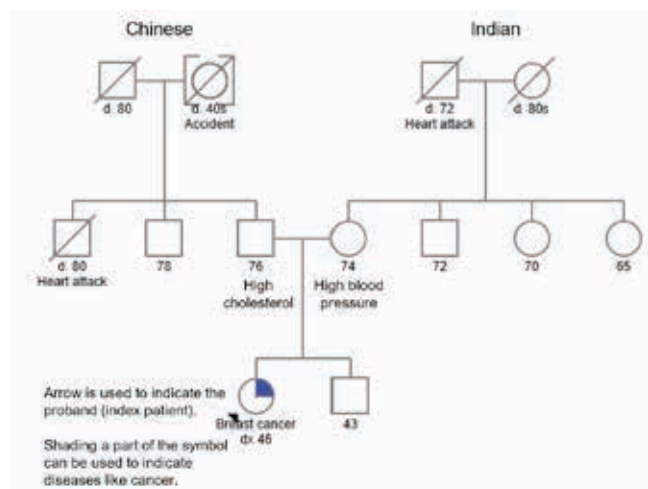 Chinese
Indian
d. 80
d. 40s
Accident
d. 72
Heart attack
d. 80s
d. 80
Heart attack
78
76
High
cholesterol
74
High blood
pressure
72
70
65
Arrow is used to indicate the
proband (index patient).
Breast cancer
dx 46
43
Shading a part of the symbol
can be used to indicate
diseases like cancer.